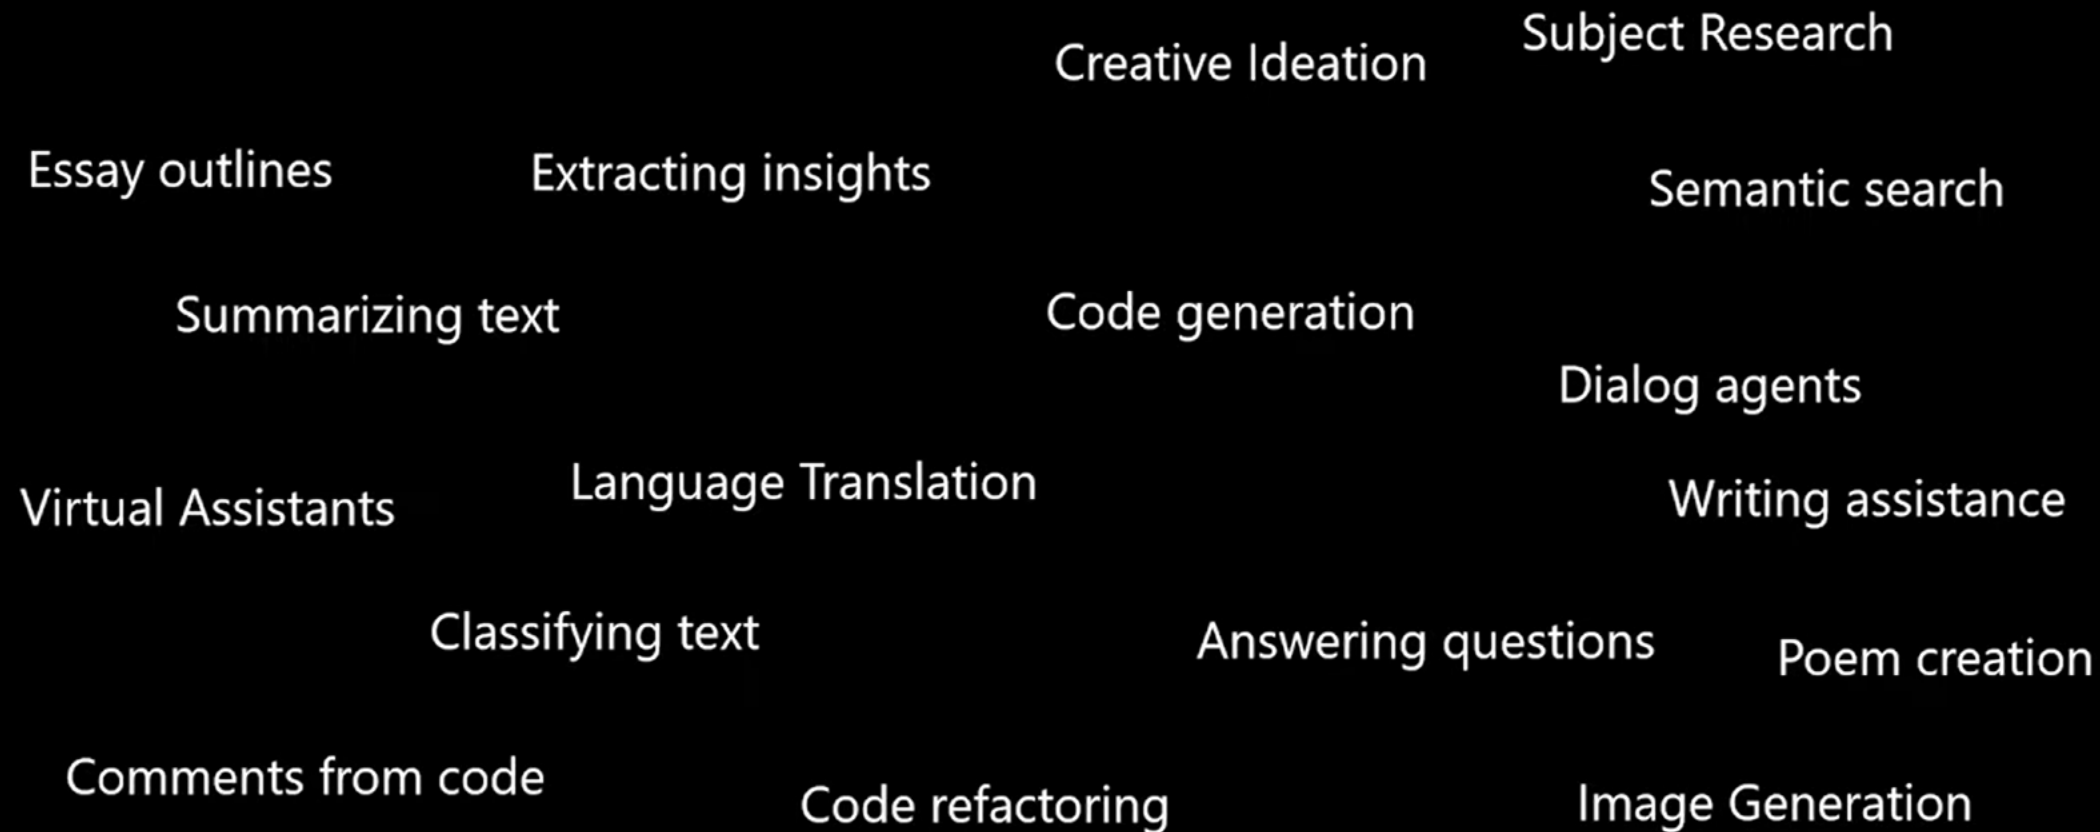 Subject Research
Creative Ideation
Essay outlines
Extracting insights
Semantic search
Summarizing text
Code generation
Dialog agents
Virtual Assistants
Language Translation
Writing assistance
Classifying text
Answering questions
Poem creation
Comments from code
Code refactoring
Image Generation